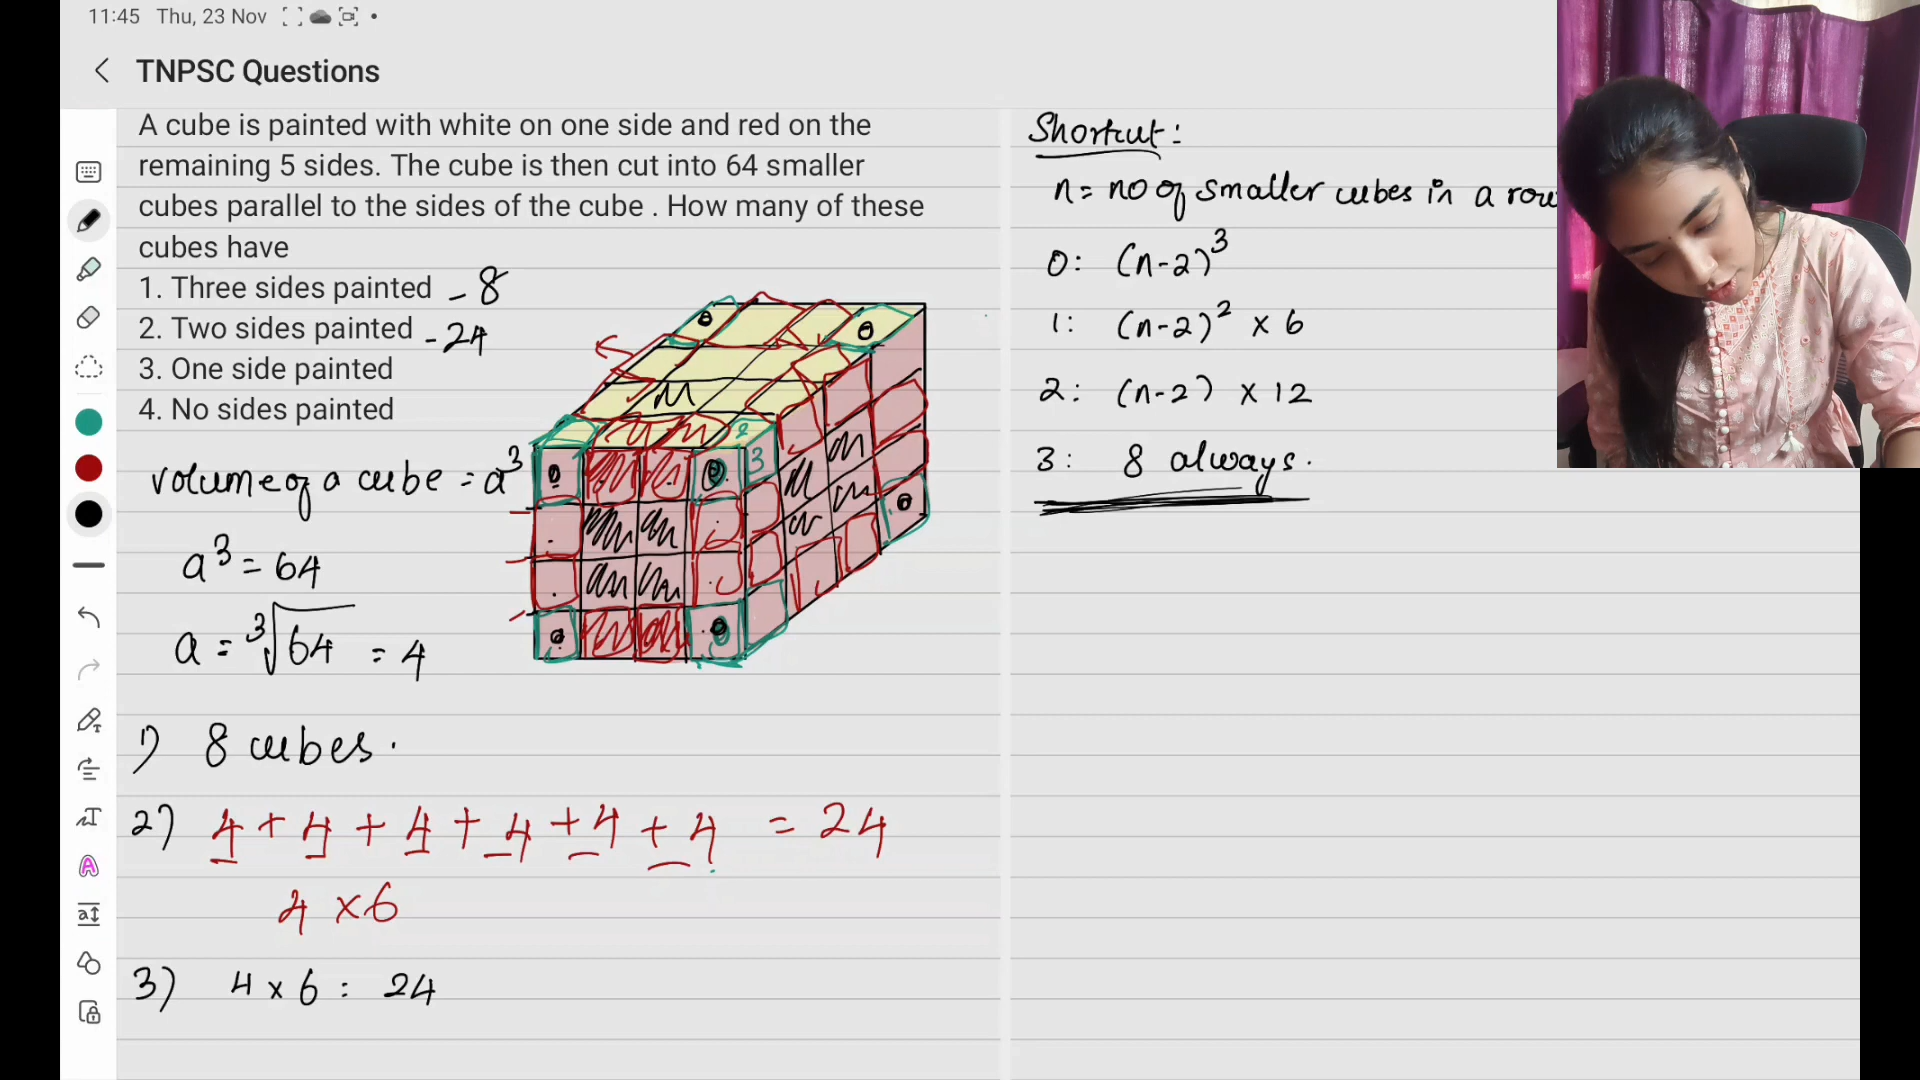 11:45 Thu, 23 Nov
TNPSC Questions
A cube is painted with white on one side and red on the
remaining 5 sides. The cube is then cut into 64 smaller
cubes parallel to the sides of the cube . How many of these
cubes have
1. Three sides painted - 8
2. Two sides painted - 24
3. One side painted
4. No sides painted
volume of a cube = a³
a³ = 64
a = ³√64 = 4
1) 8 cubes.
2) 4 + 4 + 4 + 4 + 4 + 4 = 24
4 × 6
3) 4 × 6 : 24
2
3
Shortcut :
n = no of smaller cubes in a row
0: (n-2)³
1: (n-2)² × 6
2: (n-2) × 12
3: 8 always.